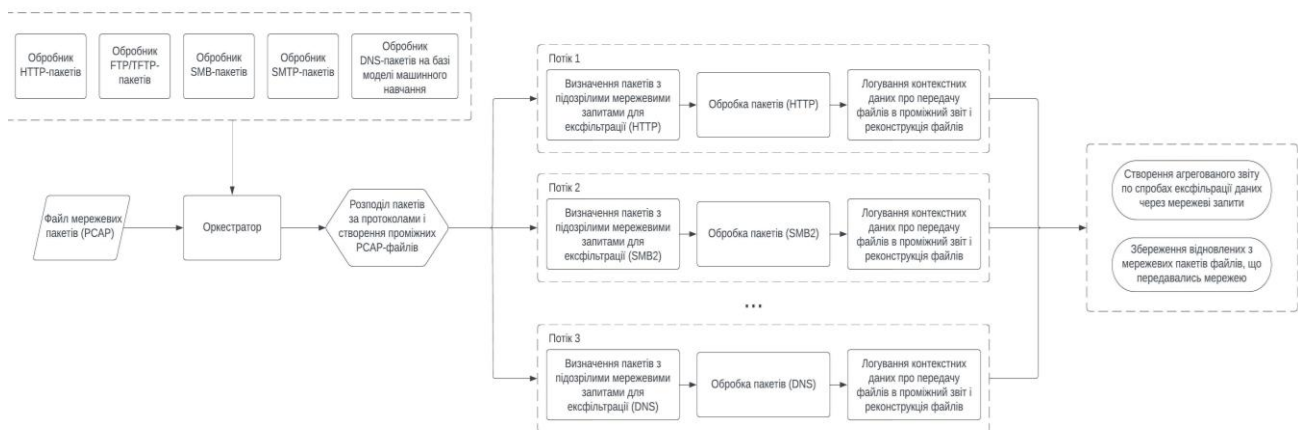 Обробник
HTTP-пакетів
Обробник
FTP/TFTP-
пакетів
Обробник
SMB-пакетів
Обробник
SMTP-пакетів
Обробник
DNS-пакетів на базі
моделі машинного
навчання
Файл мережевих
пакетів (PCAP)
Оркестратор
Розподіл пакетів
за протоколами і
створення проміжних
PCAP-файлів
Потік 1
Визначення пакетів з
підозрілими мережевими
запитами для
ексфільтрації (HTTP)
Обробка пакетів (HTTP)
Логування контекстних
даних про передачу
файлів в проміжний звіт і
реконструкція файлів
Потік 2
Визначення пакетів з
підозрілими мережевими
запитами для
ексфільтрації (SMB2)
Обробка пакетів (SMB2)
Логування контекстних
даних про передачу
файлів в проміжний звіт і
реконструкція файлів
...
Потік 3
Визначення пакетів з
підозрілими мережевими
запитами для
ексфільтрації (DNS)
Обробка пакетів (DNS)
Логування контекстних
даних про передачу
файлів в проміжний звіт і
реконструкція файлів
Створення агрегованого звіту
по спробах ексфільрації даних
через мережеві запити
Збереження відновлених з
мережевих пакетів файлів, що
передавались мережею